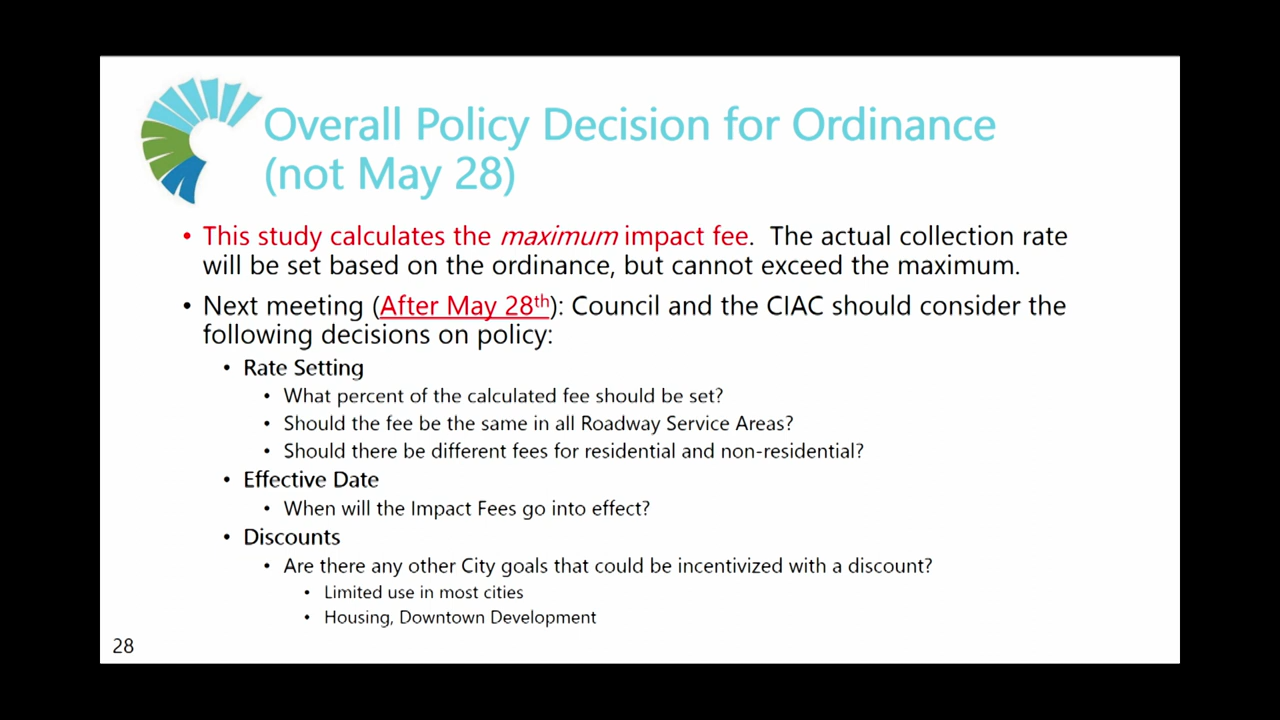 Overall Policy Decision for Ordinance
(not May 28)
• This study calculates the maximum impact fee. The actual collection rate
will be set based on the ordinance, but cannot exceed the maximum.
• Next meeting (After May 28th): Council and the CIAC should consider the
following decisions on policy:
• Rate Setting
• What percent of the calculated fee should be set?
• Should the fee be the same in all Roadway Service Areas?
• Should there be different fees for residential and non-residential?
• Effective Date
• When will the Impact Fees go into effect?
• Discounts
• Are there any other City goals that could be incentivized with a discount?
• Limited use in most cities
• Housing, Downtown Development
28